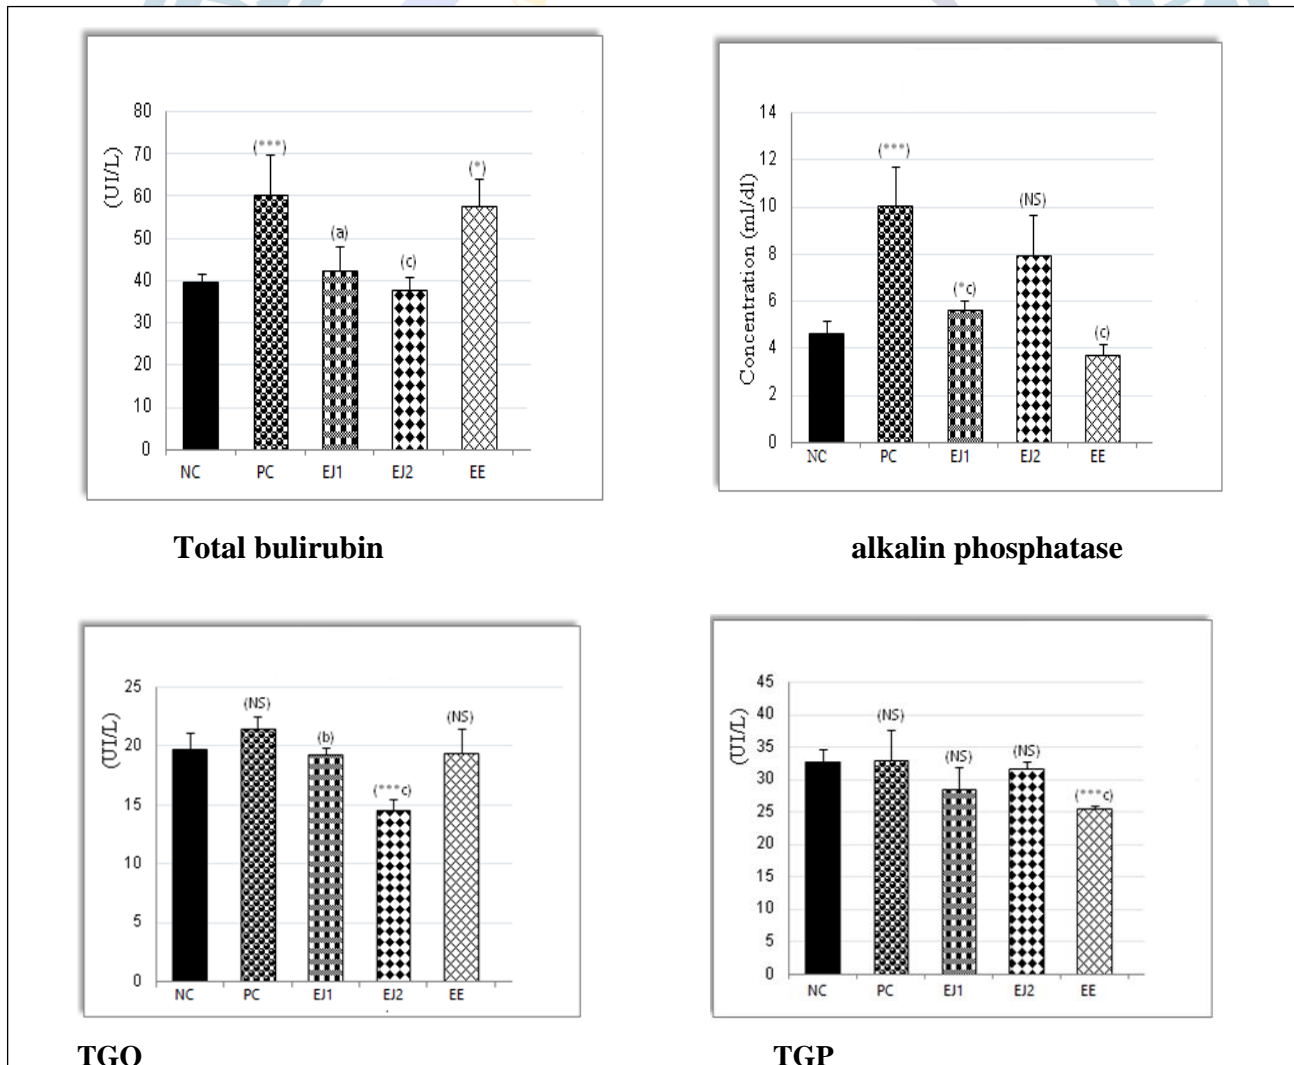 80
70
60
50
40
30
20
10
0
(UI/L)
(***)
(a)
(c)
(*)
NC PC EJ1 EJ2 EE
Total bulirubin
14
12
10
8
6
4
2
0
Concentration (ml/dl)
(***)
(*c)
(NS)
(c)
NC PC EJ1 EJ2 EE
alkalin phosphatase
25
20
15
10
5
0
(UI/L)
(NS)
(b)
(***c)
(NS)
NC PC EJ1 EJ2 EE
TGO
45
40
35
30
25
20
15
10
5
0
(UI/L)
(NS)
(NS)
(NS)
(***c)
NC PC EJ1 EJ2 EE
TGP